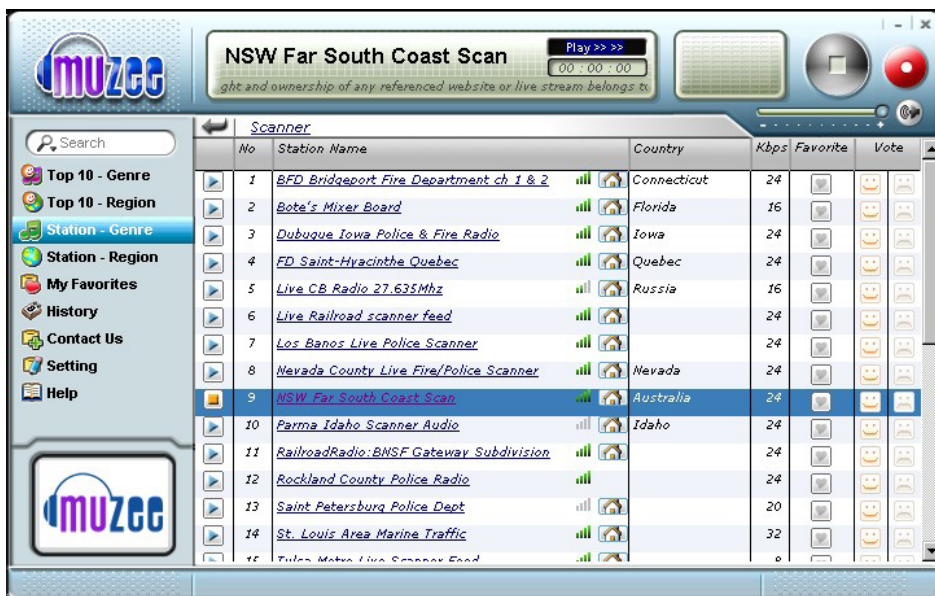 muzee
NSW Far South Coast Scan
Play >> >>
00 : 00 : 00
ght and ownership of any referenced website or live stream belongs to
Search
Top 10 - Genre
Top 10 - Region
Station - Genre
Station - Region
My Favorites
History
Contact Us
Setting
Help
muzee
Scanner
No Station Name Country Kbps Favorite Vote
1 BFD Bridgeport Fire Department ch 1 & 2 Connecticut 24
2 Bote's Mixer Board Florida 16
3 Dubuque Iowa Police & Fire Radio Iowa 24
4 FD Saint-Hyacinthe Quebec Quebec 24
5 Live CB Radio 27.635Mhz Russia 16
6 Live Railroad scanner feed 24
7 Los Banos Live Police Scanner 24
8 Nevada County Live Fire/Police Scanner Nevada 24
9 NSW Far South Coast Scan Australia 24
10 Parma Idaho Scanner Audio Idaho 24
11 RailroadRadio:BNSF Gateway Subdivision 24
12 Rockland County Police Radio 24
13 Saint Petersburg Police Dept 20
14 St. Louis Area Marine Traffic 32
15 Tulsa Metro Live Scanner Feed